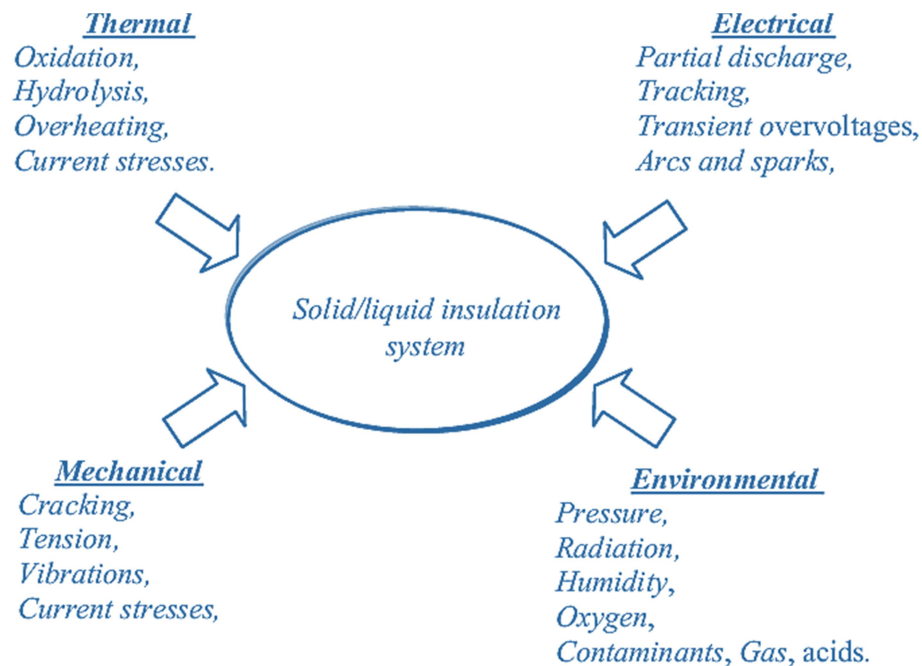 Thermal
Oxidation,
Hydrolysis,
Overheating,
Current stresses.
Electrical
Partial discharge,
Tracking,
Transient overvoltages,
Arcs and sparks,
Solid/liquid insulation
system
Mechanical
Cracking,
Tension,
Vibrations,
Current stresses,
Environmental
Pressure,
Radiation,
Humidity,
Oxygen,
Contaminants, Gas, acids.